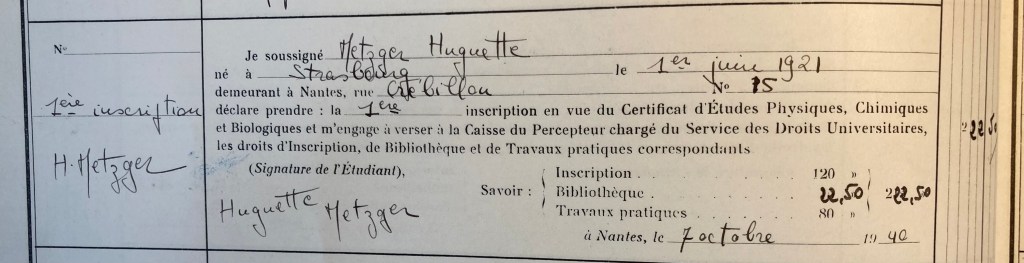 No
1ère inscription
H. Metzger
Je soussigné Metzger Huguette
né à Strasbourg le 1er juin 1921
demeurant à Nantes, rue Crébillon No 15
déclare prendre : la 1ère inscription en vue du Certificat d'Études Physiques, Chimiques
et Biologiques et m'engage à verser à la Caisse du Percepteur chargé du Service des Droits Universitaires,
les droits d'Inscription, de Bibliothèque et de Travaux pratiques correspondants
(Signature de l'Étudiant),
Huguette Metzger
Savoir :
Inscription . . . . . . . 120 »
Bibliothèque . . . . . . . 22,50
Travaux pratiques . . . . . . . 80 »
222,50
à Nantes, le 7 octobre 1940
222 50